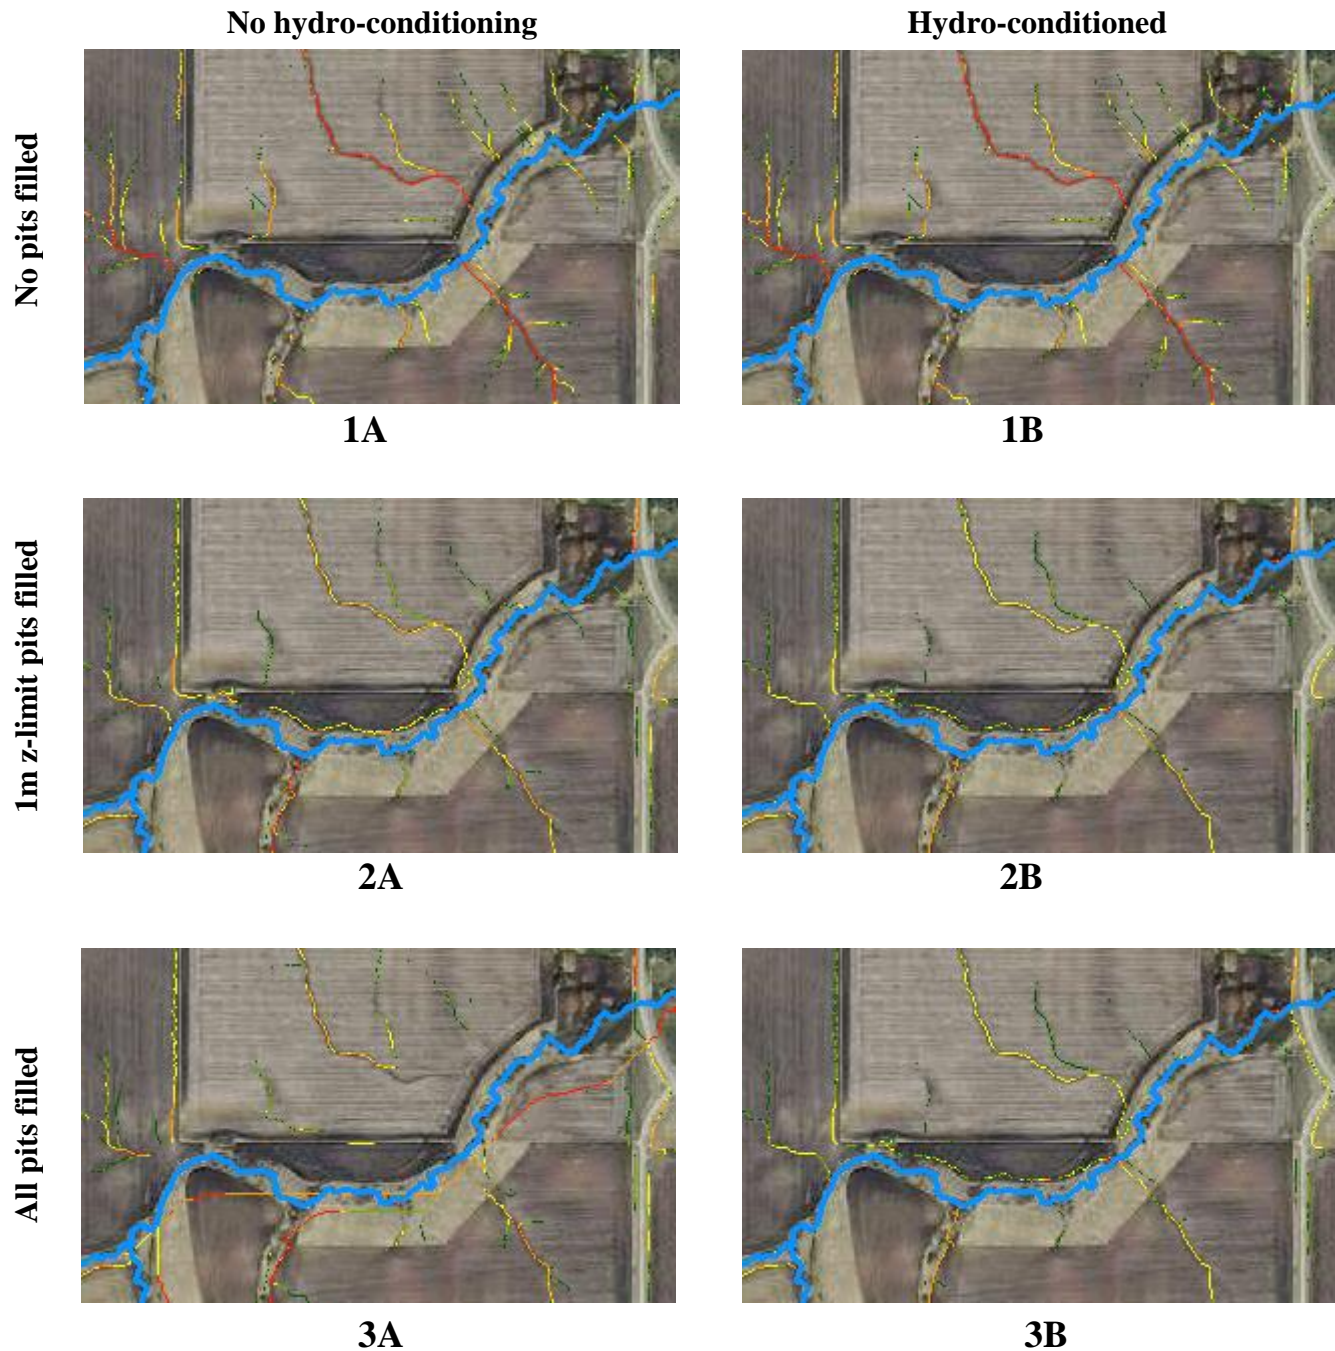 No hydro-conditioning
Hydro-conditioned
No pits filled
1A
1B
1m z-limit pits filled
2A
2B
All pits filled
3A
3B